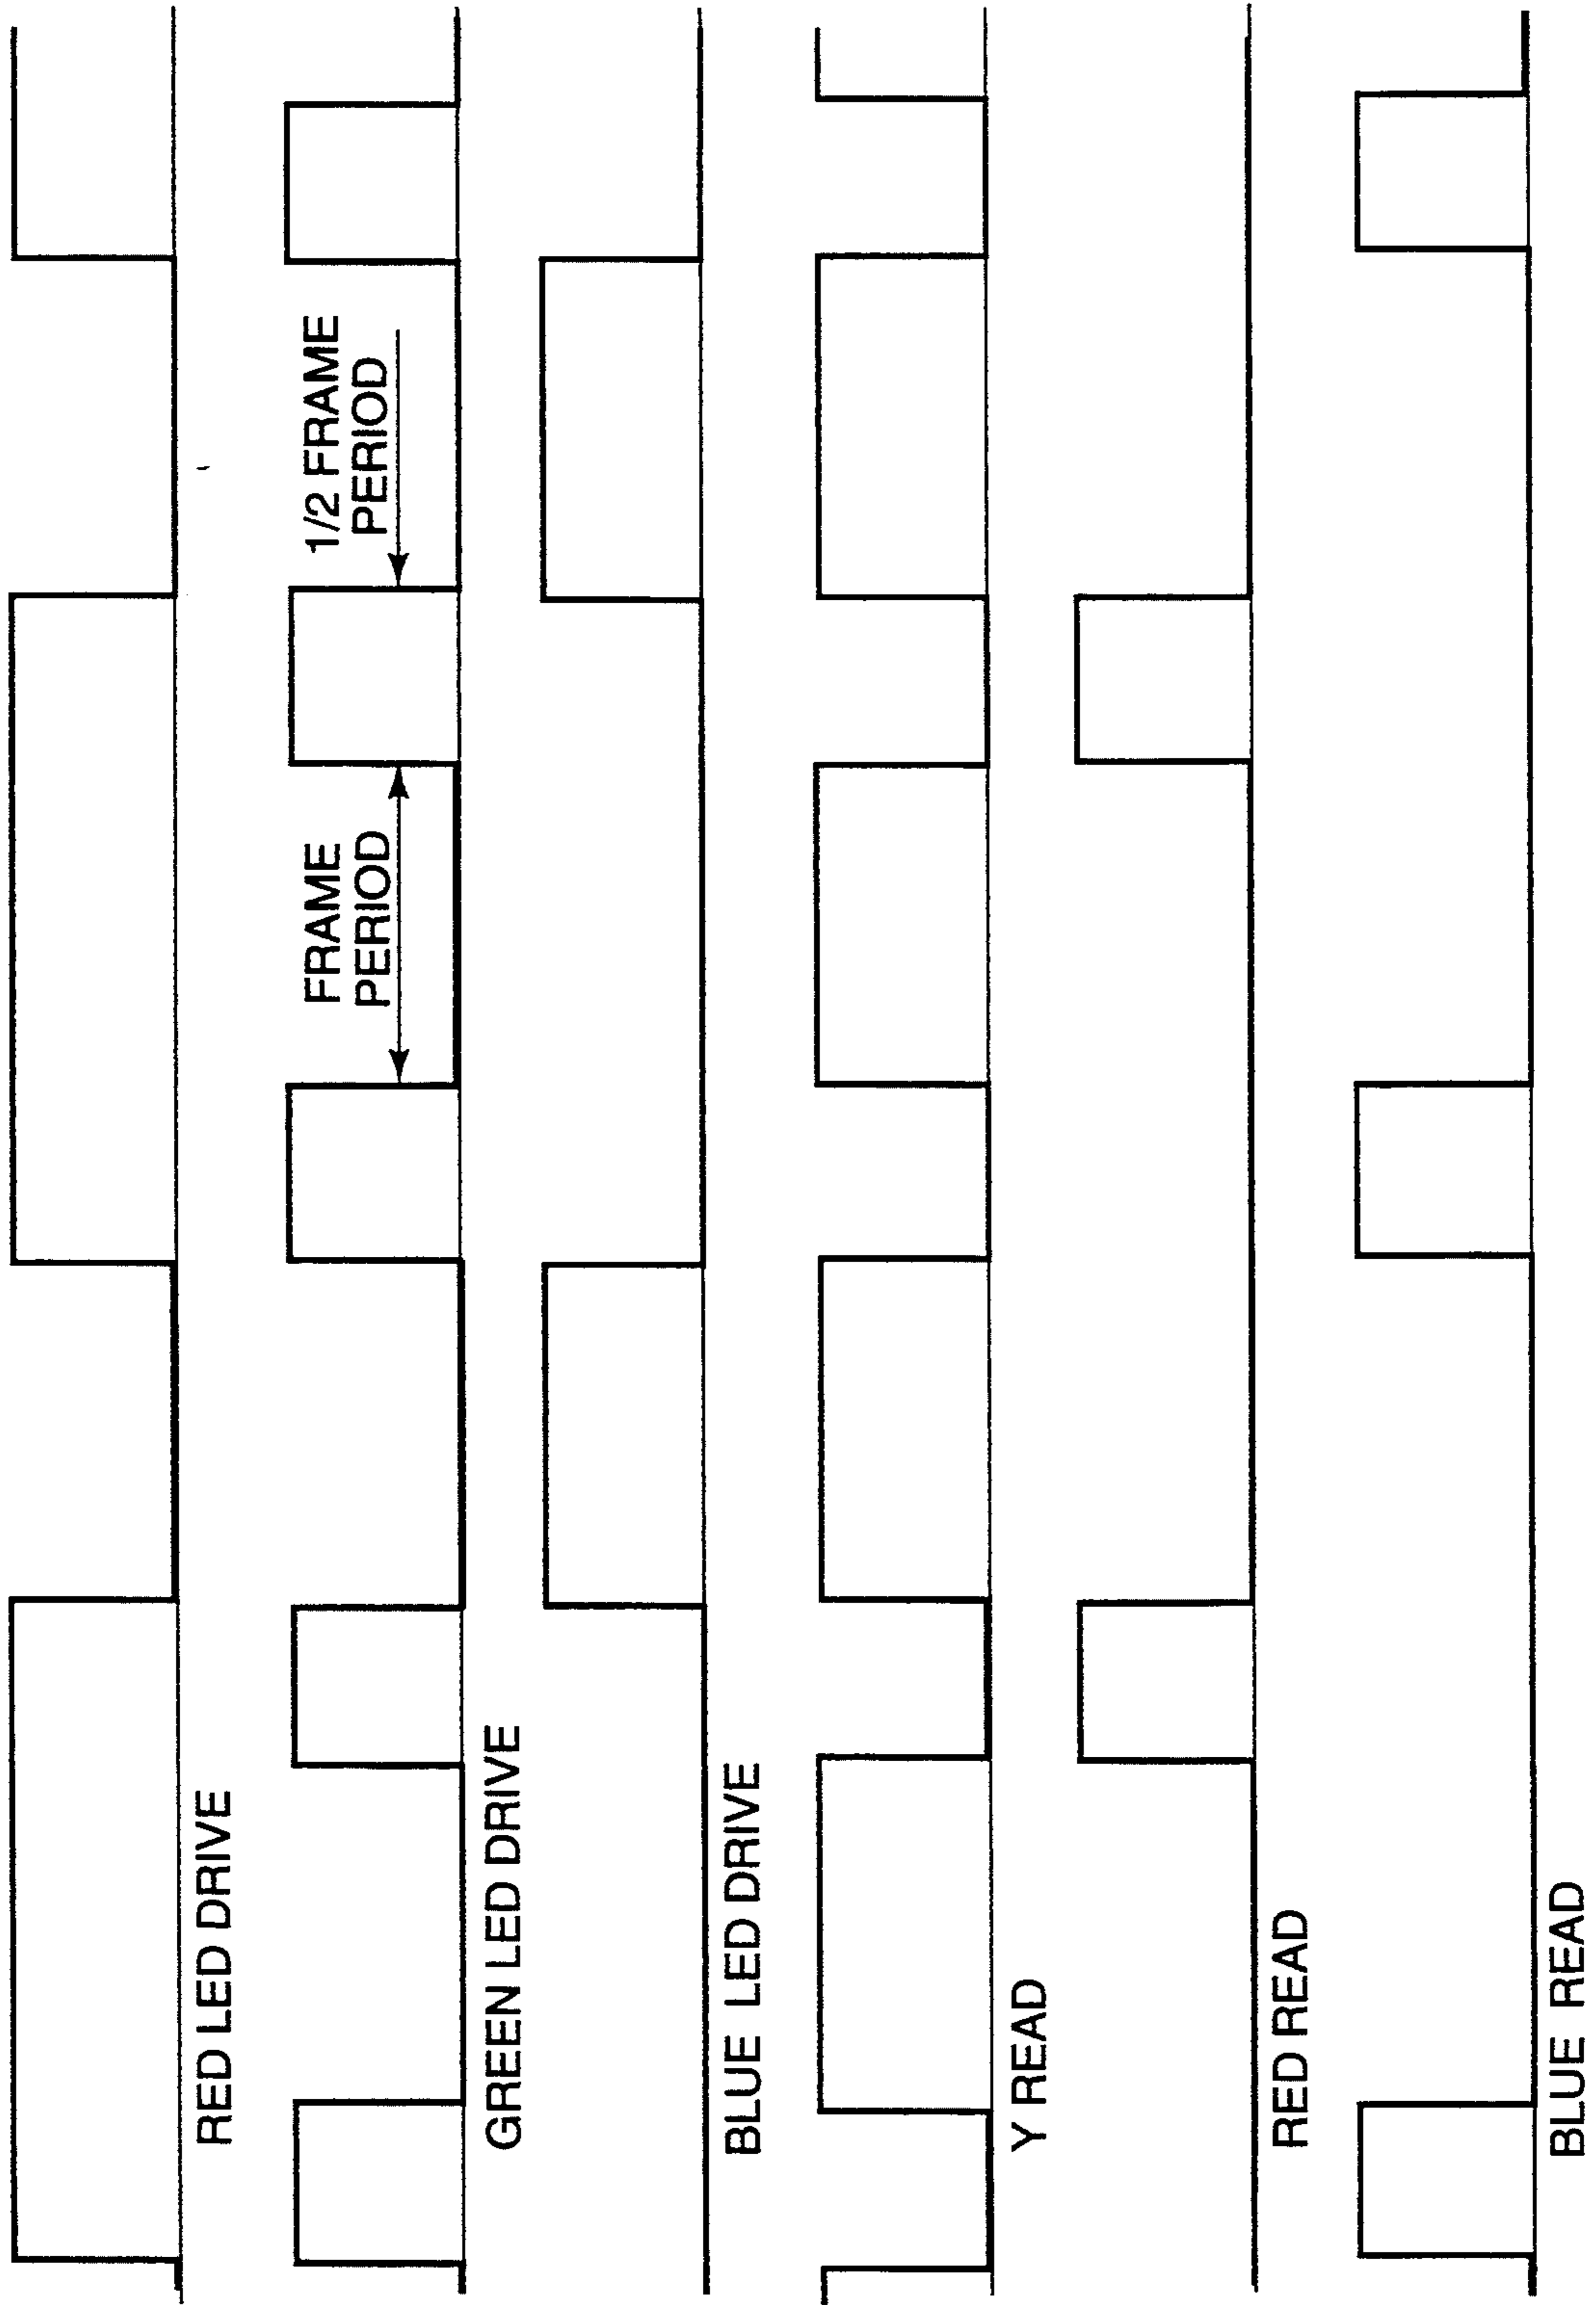 RED LED DRIVE
1/2 FRAME
PERIOD
FRAME
PERIOD
GREEN LED DRIVE
BLUE LED DRIVE
Y READ
RED READ
BLUE READ